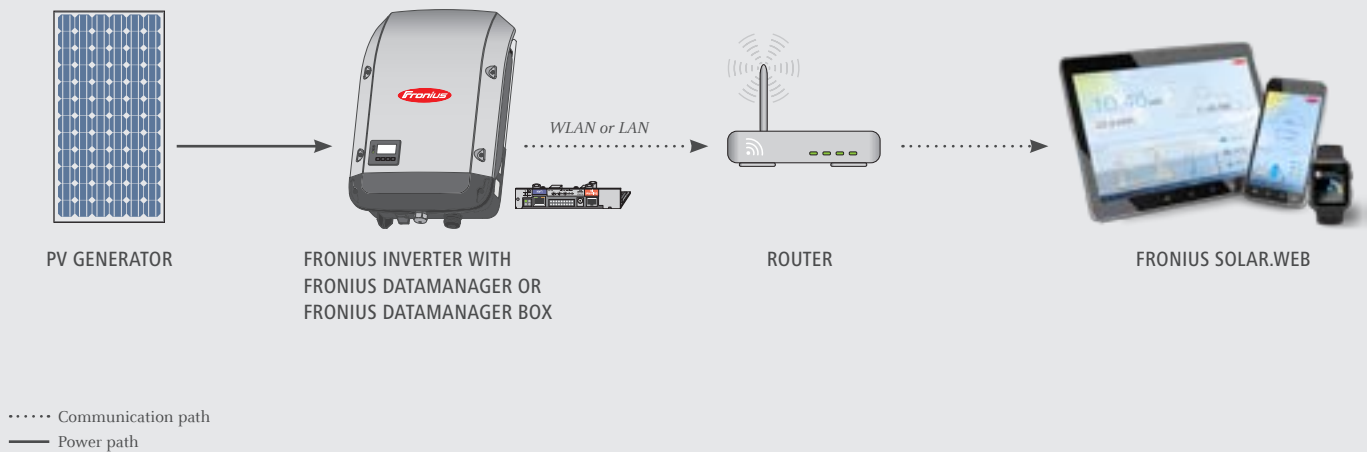 Fronius
WLAN or LAN
PV GENERATOR
FRONIUS INVERTER WITH
FRONIUS DATAMANAGER OR
FRONIUS DATAMANAGER BOX
ROUTER
FRONIUS SOLAR.WEB
Communication path
Power path